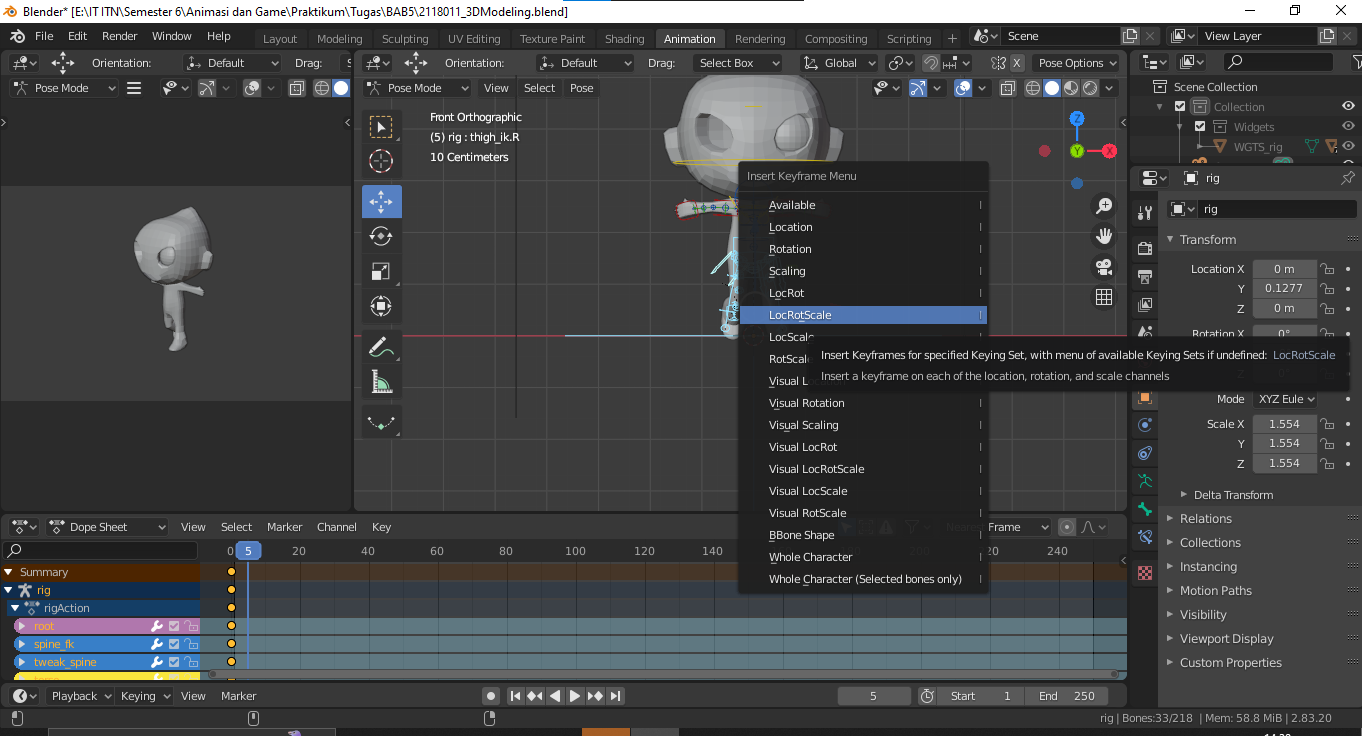 Blender* [E:\IT ITN\Semester 6\Animasi dan Game\Praktikum\Tugas\BAB5\2118011_3DModeling.blend]
File Edit Render Window Help Layout Modeling Sculpting UV Editing Texture Paint Shading Animation Rendering Compositing Scripting + Scene View Layer
Orientation: Default Drag: S Orientation: Default Drag: Select Box Global X Pose Options
Pose Mode Pose Mode View Select Pose
Scene Collection
Collection
Widgets
WGTS_rig
Front Orthographic
(5) rig : thigh_ik.R
10 Centimeters
Z
Y
X
rig
rig
Transform
Location X 0 m
Y 0.1277
Z 0 m
Rotation X 0°
Mode XYZ Eule
Scale X 1.554
Y 1.554
Z 1.554
Delta Transform
Relations
Collections
Instancing
Motion Paths
Visibility
Viewport Display
Custom Properties
Insert Keyframe Menu
Available I
Location I
Rotation I
Scaling I
LocRot I
LocRotScale I
LocScale
RotScale
Visual L
Visual Rotation I
Visual Scaling I
Visual LocRot I
Visual LocRotScale I
Visual LocScale I
Visual RotScale I
BBone Shape I
Whole Character I
Whole Character (Selected bones only) I
Insert Keyframes for specified Keying Set, with menu of available Keying Sets if undefined: LocRotScale
Insert a keyframe on each of the location, rotation, and scale channels
Dope Sheet View Select Marker Channel Key Nearest Frame
0 5 20 40 60 80 100 120 140 220 240
Summary
rig
rigAction
root
spine_fk
tweak_spine
Playback Keying View Marker 5 Start 1 End 250
rig | Bones:33/218 | Mem: 58.8 MiB | 2.83.20